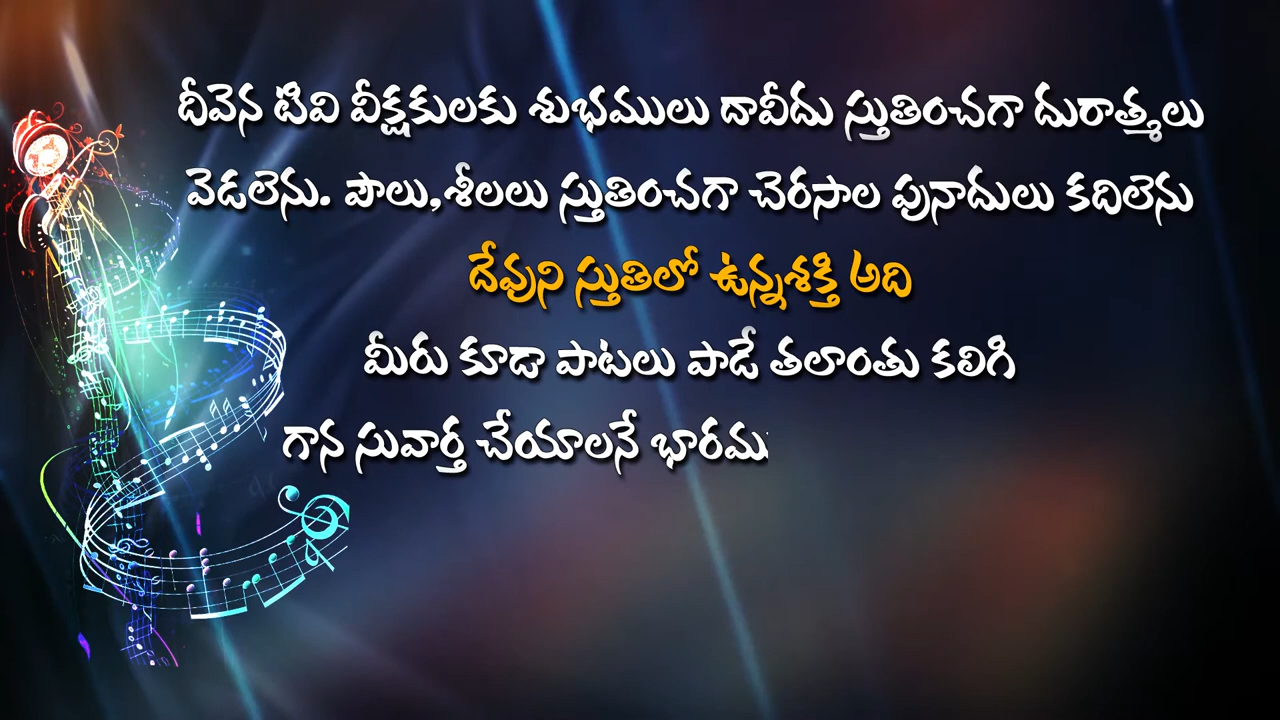 దీవెన టివి వీక్షకులకు శుభములు దావీదు స్తుతించగా దురాత్మలు
వెడలెను. పౌలు,శీలలు స్తుతించగా చెరసాల పునాదులు కదిలెను
దేవుని స్తుతిలో ఉన్నశక్తి అది
మీరు కూడా పాటలు పాడే తలాంతు కలిగి
గాన సువార్త చేయాలనే భారము